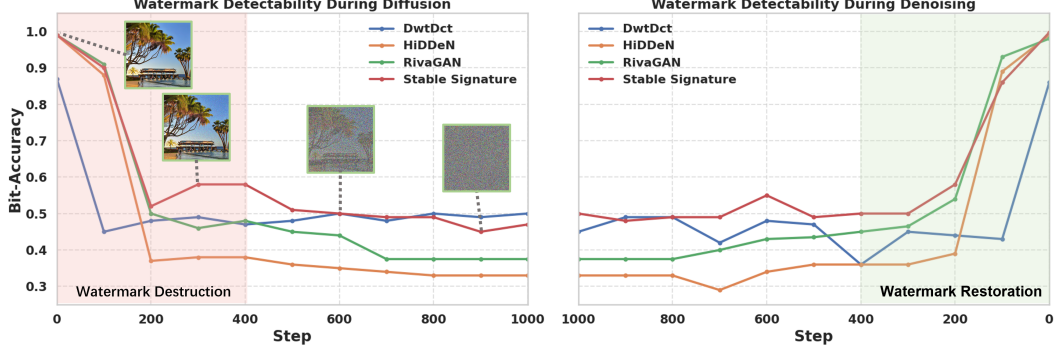 Watermark Detectability During Diffusion
Bit-Accuracy
1.0
0.9
0.8
0.7
0.6
0.5
0.4
0.3
DwtDct
HiDDeN
RivaGAN
Stable Signature
Watermark Destruction
0 200 400 600 800 1000
Step
Watermark Detectability During Denoising
DwtDct
HiDDeN
RivaGAN
Stable Signature
Watermark Restoration
1000 800 600 400 200 0
Step